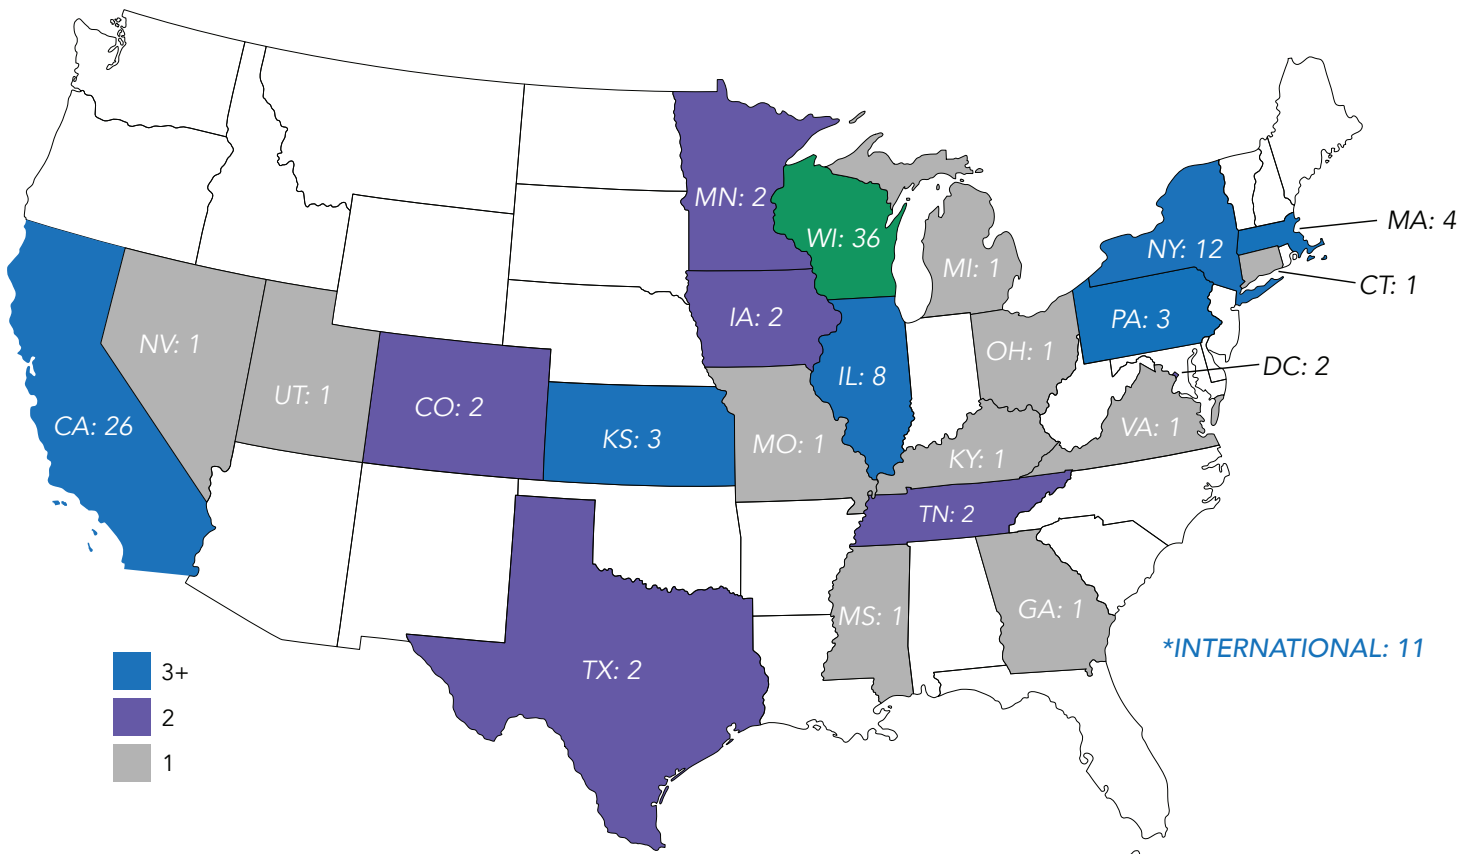 MN: 2
WI: 36
MI: 1
NY: 12
MA: 4
CT: 1
PA: 3
DC: 2
IA: 2
IL: 8
OH: 1
NV: 1
UT: 1
CO: 2
KS: 3
MO: 1
KY: 1
VA: 1
CA: 26
TN: 2
MS: 1
GA: 1
TX: 2
*INTERNATIONAL: 11
3+
2
1